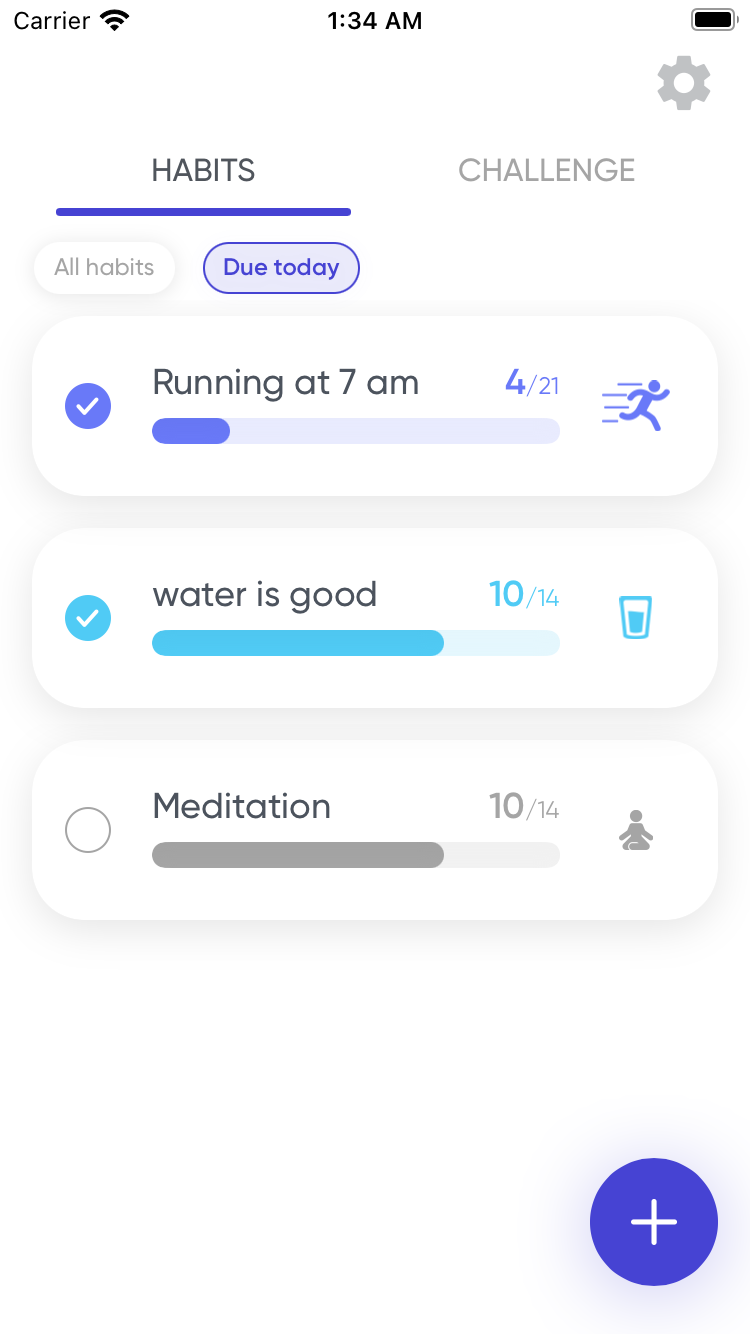 Carrier 1:34 AM
HABITS CHALLENGE
All habits Due today
Running at 7 am 4/21
water is good 10/14
Meditation 10/14